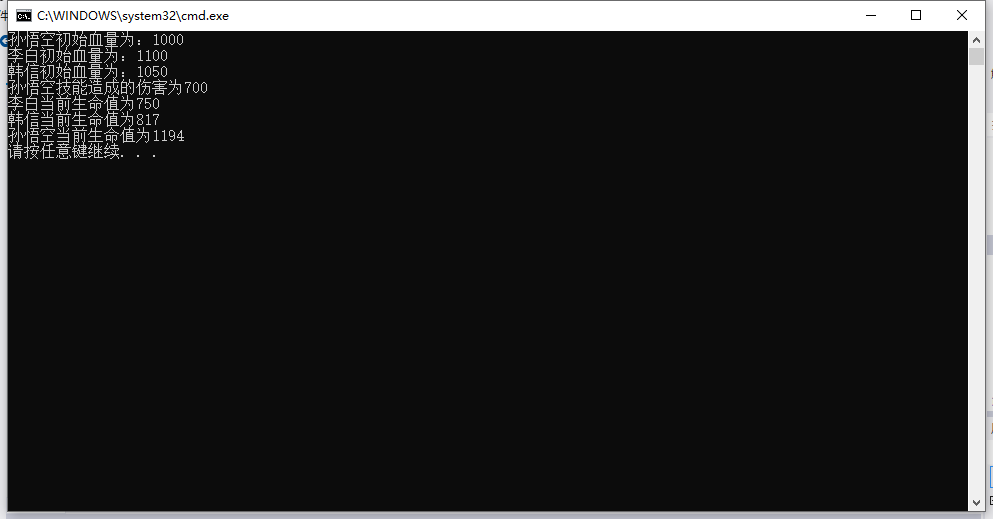 C:\WINDOWS\system32\cmd.exe
孙悟空初始血量为：1000
李白初始血量为：1100
韩信初始血量为：1050
孙悟空技能造成的伤害为700
李白当前生命值为750
韩信当前生命值为817
孙悟空当前生命值为1194
请按任意键继续. . .